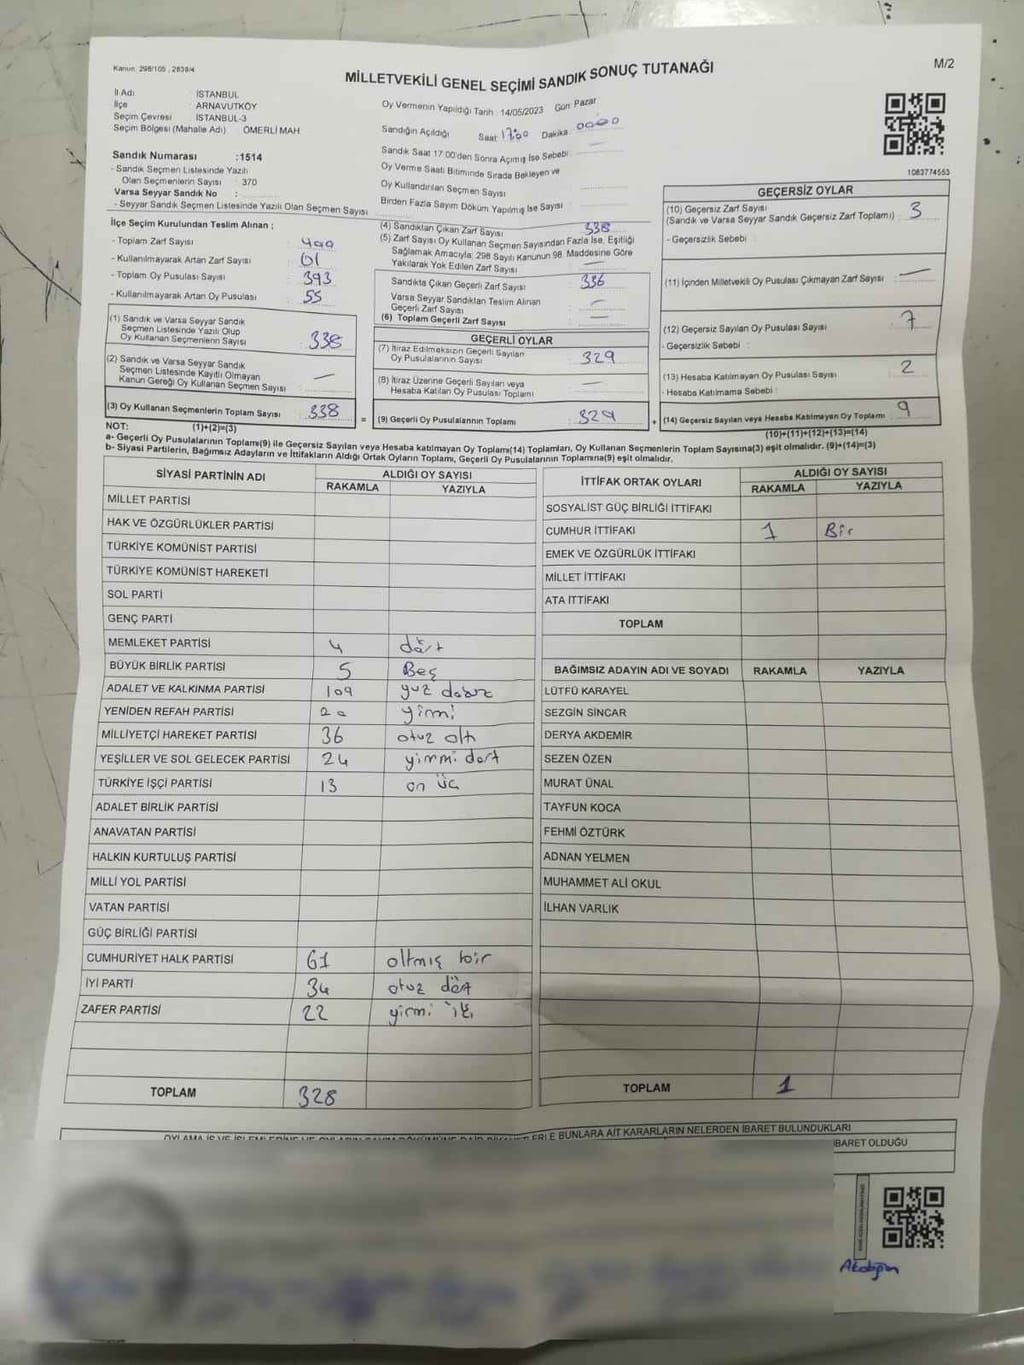 Kanun, 298/105 , 2839/4
MİLLETVEKİLİ GENEL SEÇİMİ SANDIK SONUÇ TUTANAĞI
M/2
İl Adı İSTANBUL
İlçe ARNAVUTKÖY
Seçim Çevresi İSTANBUL-3
Seçim Bölgesi (Mahalle Adı) ÖMERLİ MAH
Sandık Numarası :1514
- Sandık Seçmen Listesinde Yazılı
Olan Seçmenlerin Sayısı : 370
Varsa Seyyar Sandık No :
- Seyyar Sandık Seçmen Listesinde Yazılı Olan Seçmen Sayısı
Oy Vermenin Yapıldığı Tarih : 14/05/2023 Gün Pazar
Sandığın Açıldığı Saat : 17:00 Dakika
Sandık Saat 17:00'den Sonra Açılmış İse Sebebi
Oy Verme Saati Bitiminde Sırada Bekleyen ve
Oy Kullandırılan Seçmen Sayısı
Birden Fazla Sayım Döküm Yapılmış İse Sayısı
1083774553
İlçe Seçim Kurulundan Teslim Alınan ;
- Toplam Zarf Sayısı : 400
- Kullanılmayarak Artan Zarf Sayısı : 61
- Toplam Oy Pusulası Sayısı : 393
- Kullanılmayarak Artan Oy Pusulası : 55
(1) Sandık ve Varsa Seyyar Sandık
Seçmen Listesinde Yazılı Olup
Oy Kullanan Seçmenlerin Sayısı : 338
(2) Sandık ve Varsa Seyyar Sandık
Seçmen Listesinde Kayıtlı Olmayan
Kanun Gereği Oy Kullanan Seçmen Sayısı : —
(3) Oy Kullanan Seçmenlerin Toplam Sayısı : 338
(1)+(2)=(3)
(4) Sandıktan Çıkan Zarf Sayısı : 338
(5) Zarf Sayısı Oy Kullanan Seçmen Sayısından Fazla İse, Eşitliği
Sağlamak Amacıyla; 298 Sayılı Kanunun 98. Maddesine Göre
Yakılarak Yok Edilen Zarf Sayısı : —
Sandıkta Çıkan Geçerli Zarf Sayısı : 336
Varsa Seyyar Sandıktan Teslim Alınan
Geçerli Zarf Sayısı : —
(6) Toplam Geçerli Zarf Sayısı : —
GEÇERLİ OYLAR
(7) İtiraz Edilmeksizin Geçerli Sayılan
Oy Pusulalarının Sayısı : 329
(8) İtiraz Üzerine Geçerli Sayılan veya
Hesaba Katılan Oy Pusulası Toplamı : —
= (9) Geçerli Oy Pusulalarının Toplamı : 329
GEÇERSİZ OYLAR
(10) Geçersiz Zarf Sayısı : 3
(Sandık ve Varsa Seyyar Sandık Geçersiz Zarf Toplamı)
- Geçersizlik Sebebi :
(11) İçinden Milletvekili Oy Pusulası Çıkmayan Zarf Sayısı : —
(12) Geçersiz Sayılan Oy Pusulası Sayısı : 7
- Geçersizlik Sebebi :
(13) Hesaba Katılmayan Oy Pusulası Sayısı : 2
- Hesaba Katılmama Sebebi :
+ (14) Geçersiz Sayılan veya Hesaba Katılmayan Oy Toplamı : 9
(10)+(11)+(12)+(13)=(14)
NOT:
a- Geçerli Oy Pusulalarının Toplamı(9) ile Geçersiz Sayılan veya Hesaba katılmayan Oy Toplamı(14) Toplamları, Oy Kullanan Seçmenlerin Toplam Sayısına(3) eşit olmalıdır. (9)+(14)=(3)
b- Siyasi Partilerin, Bağımsız Adayların ve İttifakların Aldığı Ortak Oyların Toplamı, Geçerli Oy Pusulalarının Toplamına(9) eşit olmalıdır.
SİYASİ PARTİNİN ADI ALDIĞI OY SAYISI
RAKAMLA YAZIYLA
MİLLET PARTİSİ
HAK VE ÖZGÜRLÜKLER PARTİSİ
TÜRKİYE KOMÜNİST PARTİSİ
TÜRKİYE KOMÜNİST HAREKETİ
SOL PARTİ
GENÇ PARTİ
MEMLEKET PARTİSİ 4 dört
BÜYÜK BİRLİK PARTİSİ 5 Beş
ADALET VE KALKINMA PARTİSİ 109 yuz dokuz
YENİDEN REFAH PARTİSİ 20 yirmi
MİLLİYETÇİ HAREKET PARTİSİ 36 otuz altı
YEŞİLLER VE SOL GELECEK PARTİSİ 24 yirmi dört
TÜRKİYE İŞÇİ PARTİSİ 13 on üç
ADALET BİRLİK PARTİSİ
ANAVATAN PARTİSİ
HALKIN KURTULUŞ PARTİSİ
MİLLİ YOL PARTİSİ
VATAN PARTİSİ
GÜÇ BİRLİĞİ PARTİSİ
CUMHURİYET HALK PARTİSİ 61 altmış bir
İYİ PARTİ 34 otuz dört
ZAFER PARTİSİ 22 yirmi iki
TOPLAM 328
İTTİFAK ORTAK OYLARI ALDIĞI OY SAYISI
RAKAMLA YAZIYLA
SOSYALİST GÜÇ BİRLİĞİ İTTİFAKI
CUMHUR İTTİFAKI 1 Bir
EMEK VE ÖZGÜRLÜK İTTİFAKI
MİLLET İTTİFAKI
ATA İTTİFAKI
TOPLAM
BAĞIMSIZ ADAYIN ADI VE SOYADI RAKAMLA YAZIYLA
LÜTFÜ KARAYEL
SEZGİN SİNCAR
DERYA AKDEMİR
SEZEN ÖZEN
MURAT ÜNAL
TAYFUN KOCA
FEHMİ ÖZTÜRK
ADNAN YELMEN
MUHAMMET ALİ OKUL
İLHAN VARLIK
TOPLAM 1
BUNLARA AİT KARARLARIN NELERDEN İBARET BULUNDUKLARI
İBARET OLDUĞU